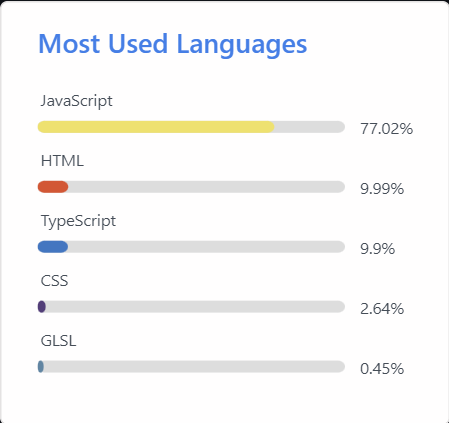 Most Used Languages
JavaScript
77.02%
HTML
9.99%
TypeScript
9.9%
CSS
2.64%
GLSL
0.45%